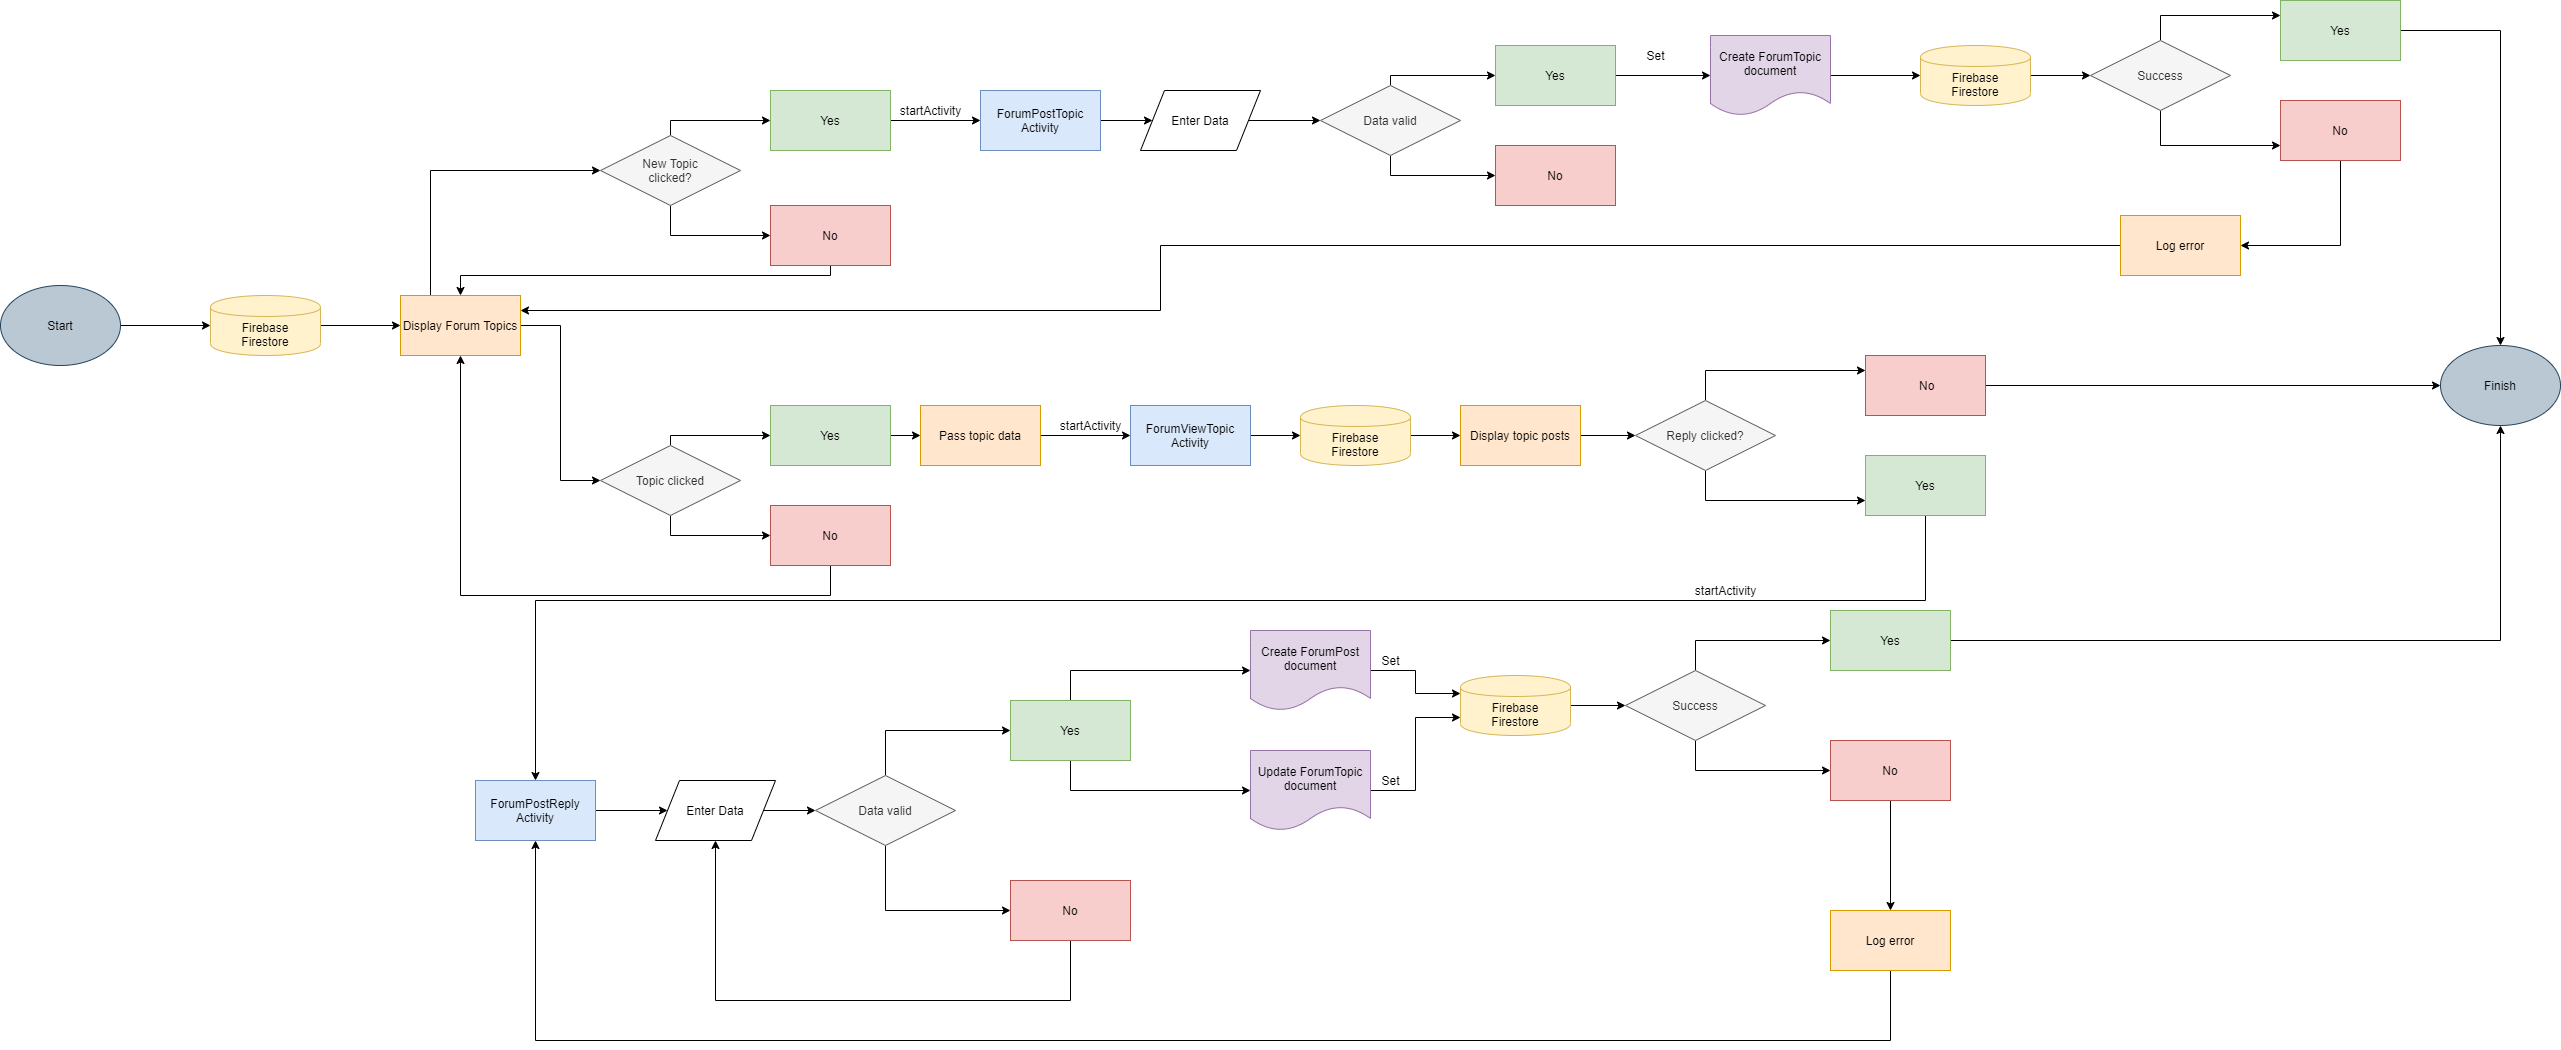 Yes
Set
Create ForumTopic
document
Yes
Firebase
Firestore
Success
No
startActivity
Yes
ForumPostTopic
Activity
Enter Data
Data valid
New Topic
clicked?
No
No
Log error
Start
Firebase
Firestore
Display Forum Topics
No
Finish
Yes
Pass topic data
startActivity
ForumViewTopic
Activity
Firebase
Firestore
Display topic posts
Reply clicked?
Topic clicked
Yes
No
startActivity
Yes
Create ForumPost
document
Set
Firebase
Firestore
Success
Yes
Update ForumTopic
document
Set
No
ForumPostReply
Activity
Enter Data
Data valid
No
Log error